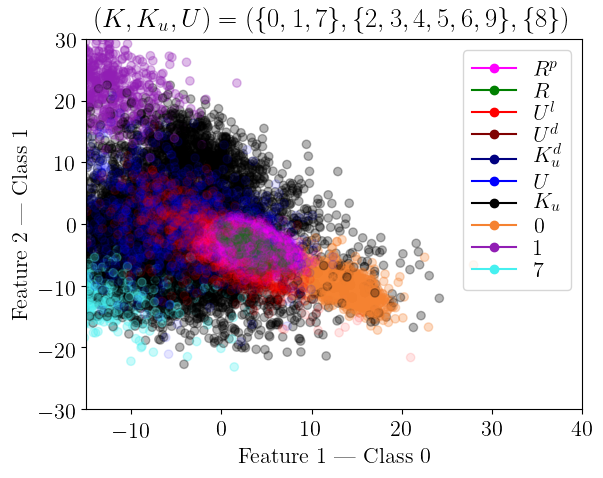 (K, K_u, U) = ({0, 1, 7}, {2, 3, 4, 5, 6, 9}, {8})
30
20
10
0
−10
−20
−30
Feature 2 — Class 1
R^p
R
U^l
U^d
K_u^d
U
K_u
0
1
7
−10
0
10
20
30
40
Feature 1 — Class 0